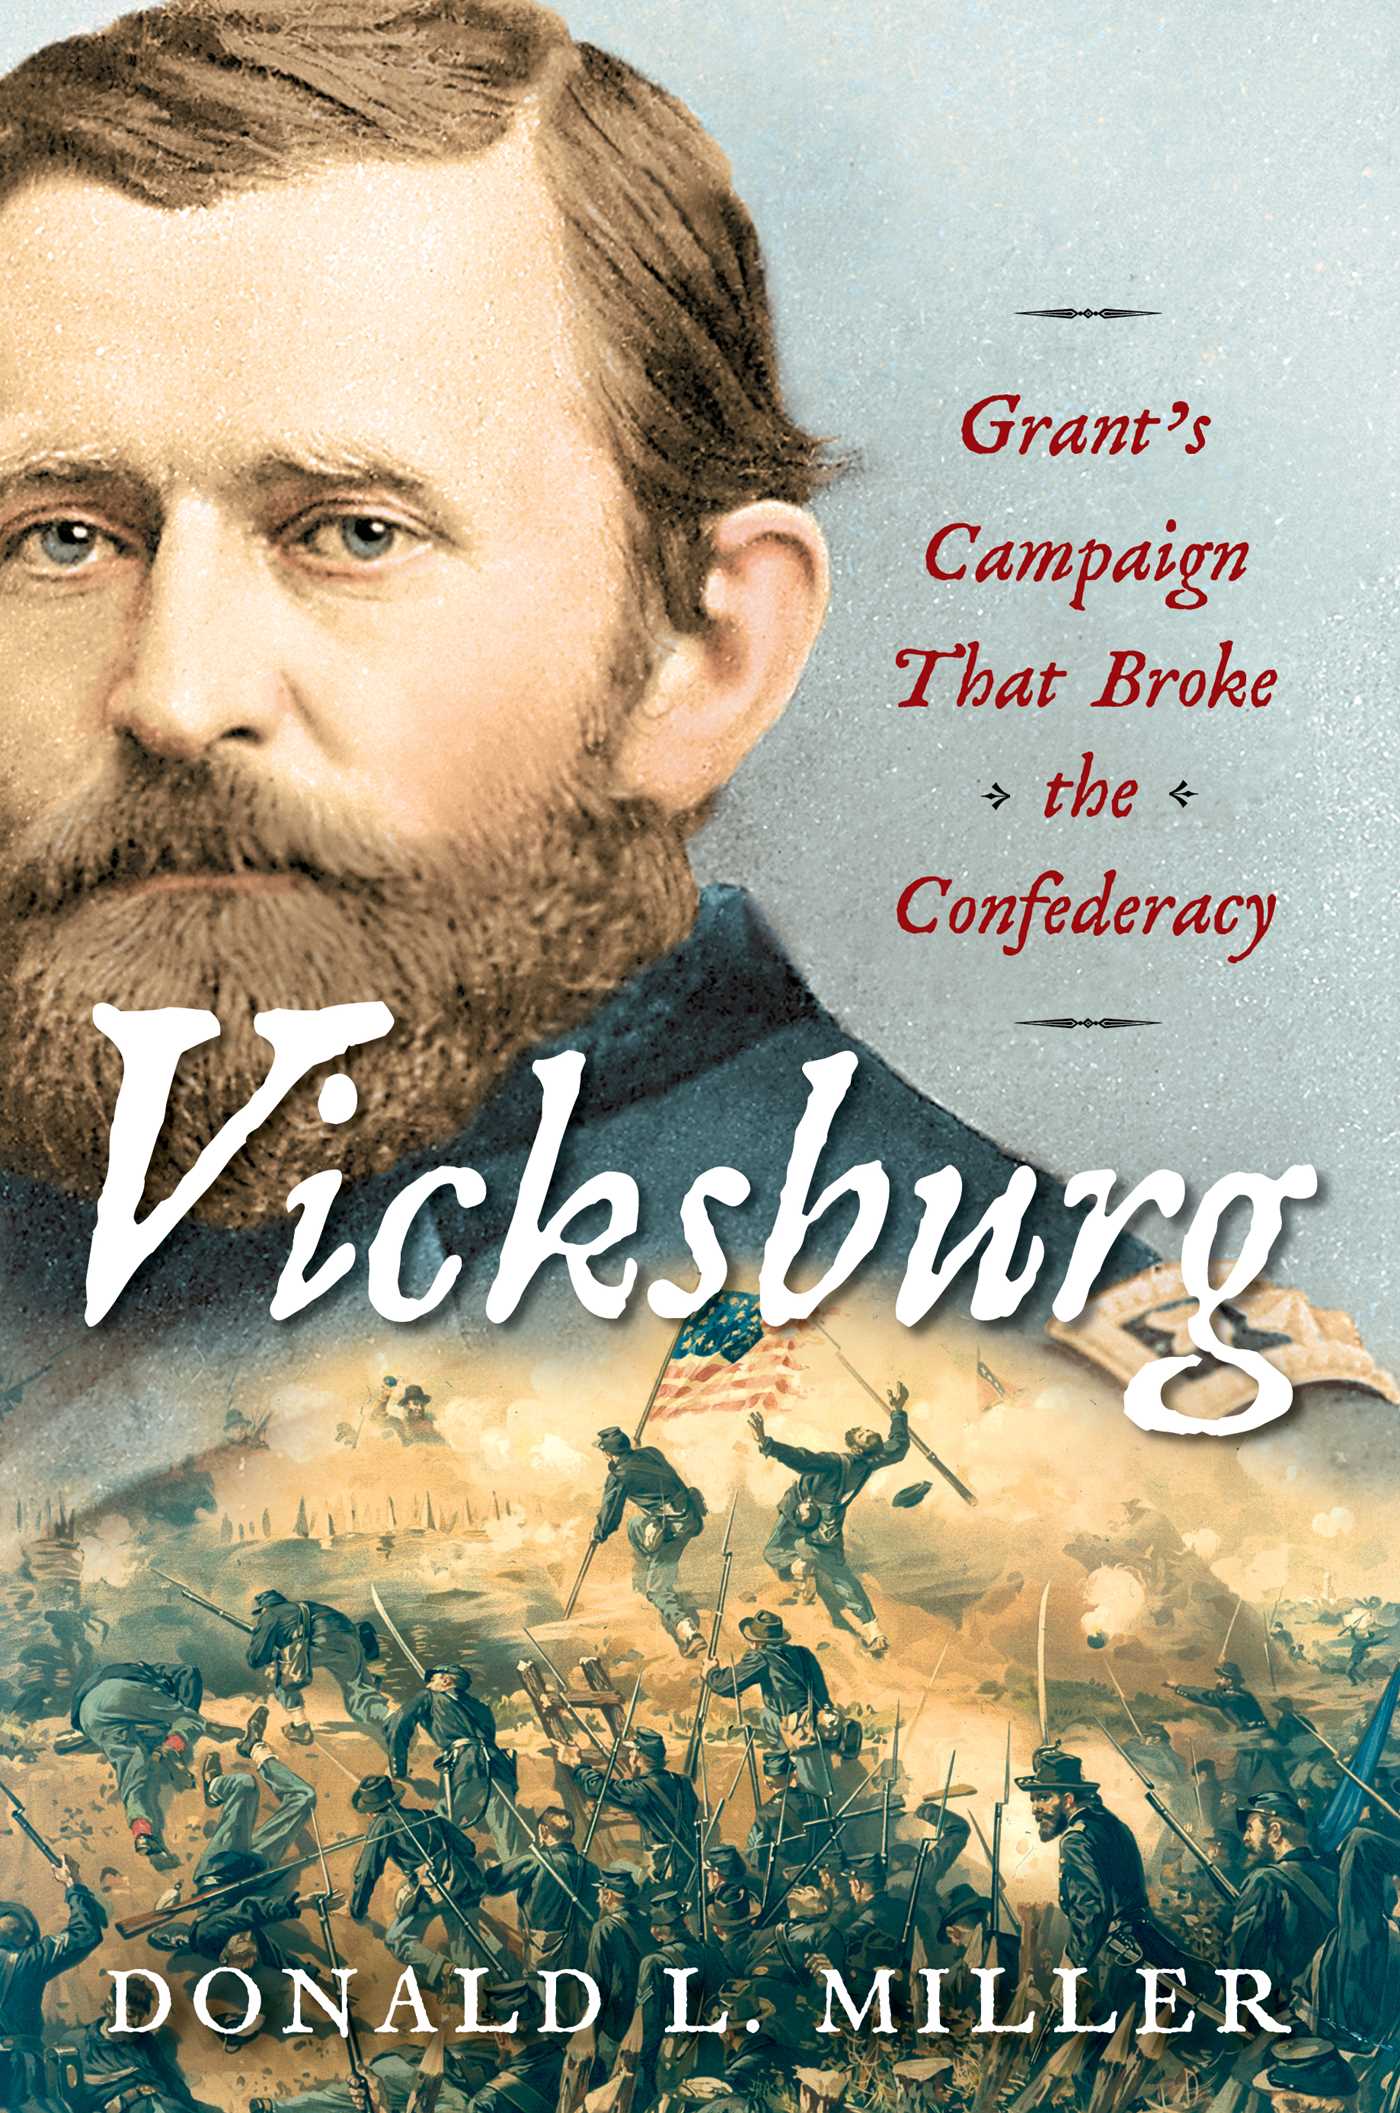 Grant's
Campaign
That Broke
the
Confederacy
Vicksburg
DONALD L. MILLER